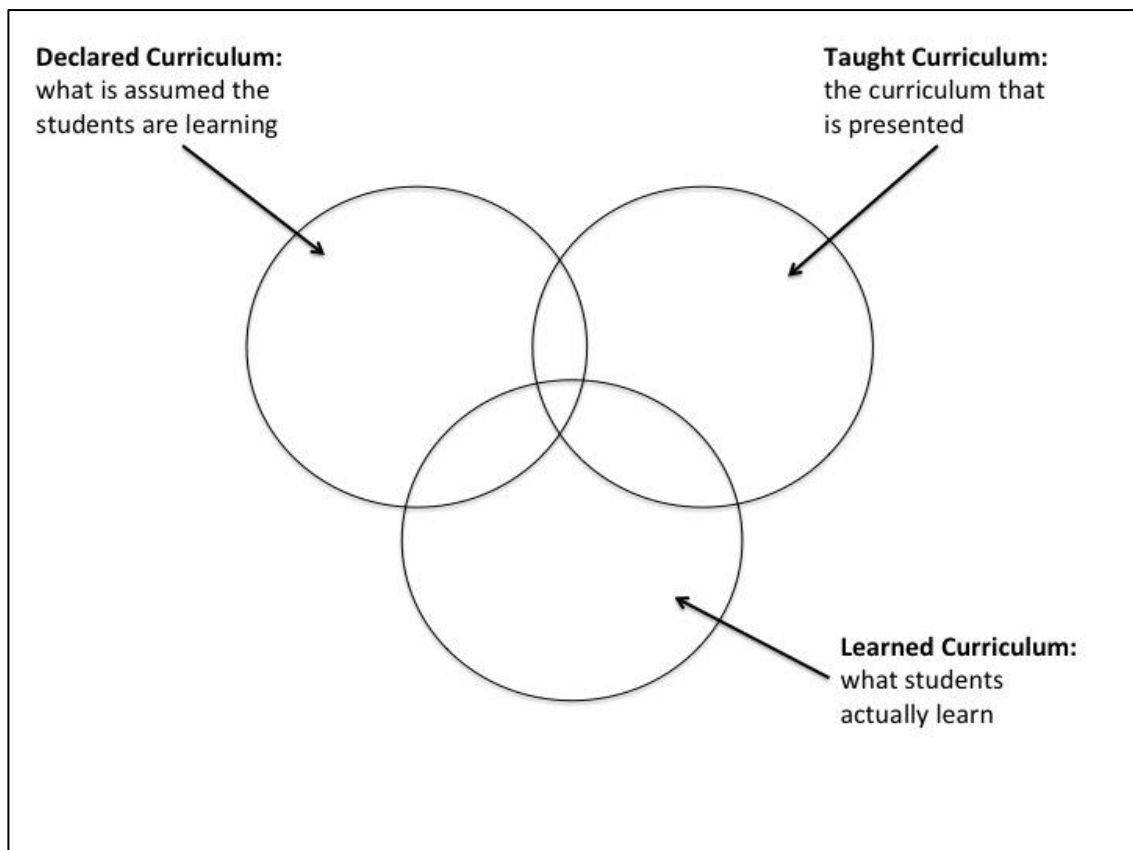 Declared Curriculum:
what is assumed the
students are learning
Taught Curriculum:
the curriculum that
is presented
Learned Curriculum:
what students
actually learn